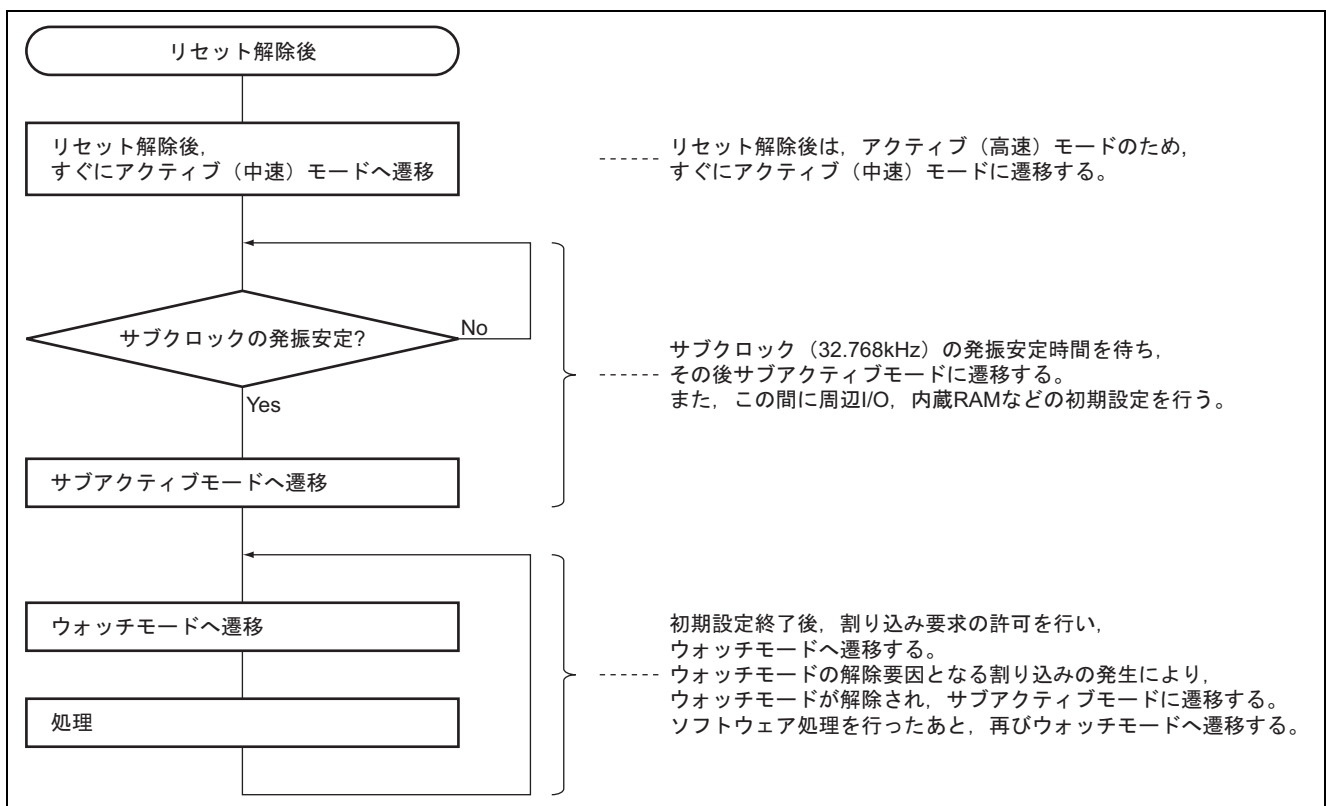 リセット解除後
リセット解除後,
すぐにアクティブ（中速）モードへ遷移
リセット解除後は，アクティブ（高速）モードのため，
すぐにアクティブ（中速）モードに遷移する。
サブクロックの発振安定?
No
Yes
サブクロック（32.768kHz）の発振安定時間を待ち，
その後サブアクティブモードに遷移する。
また，この間に周辺I/O，内蔵RAMなどの初期設定を行う。
サブアクティブモードへ遷移
ウォッチモードへ遷移
処理
初期設定終了後，割り込み要求の許可を行い，
ウォッチモードへ遷移する。
ウォッチモードの解除要因となる割り込みの発生により，
ウォッチモードが解除され，サブアクティブモードに遷移する。
ソフトウェア処理を行ったあと，再びウォッチモードへ遷移する。